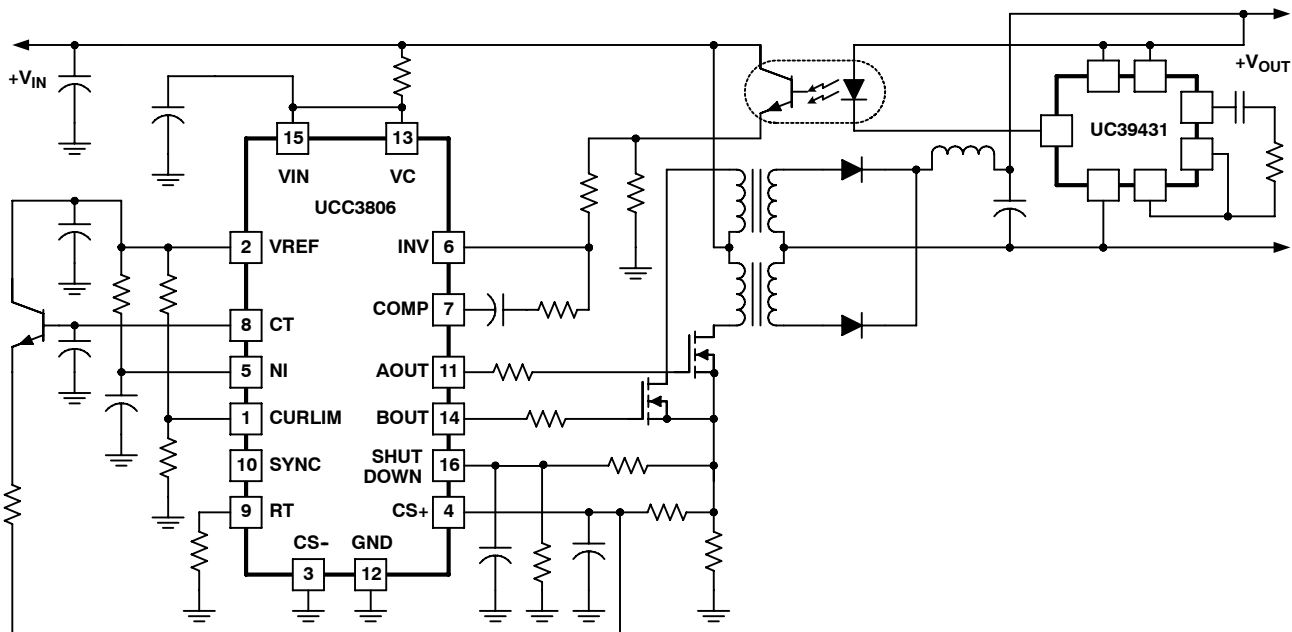 +VIN
+VOUT
UC39431
15
13
VIN
VC
UCC3806
2
VREF
INV
6
COMP
7
8
CT
5
NI
AOUT
11
1
CURLIM
BOUT
14
10
SYNC
SHUT
DOWN
16
9
RT
CS+
4
CS-
GND
3
12